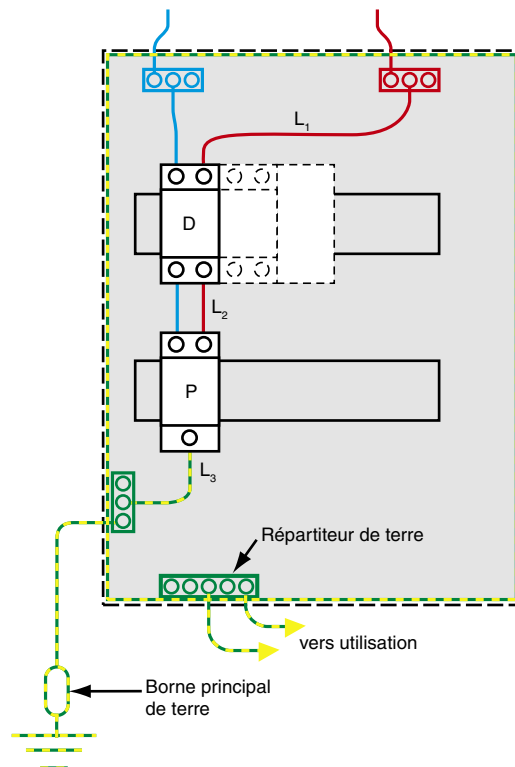 L₁
D
L₂
P
L₃
Répartiteur de terre
vers utilisation
Borne principal
de terre